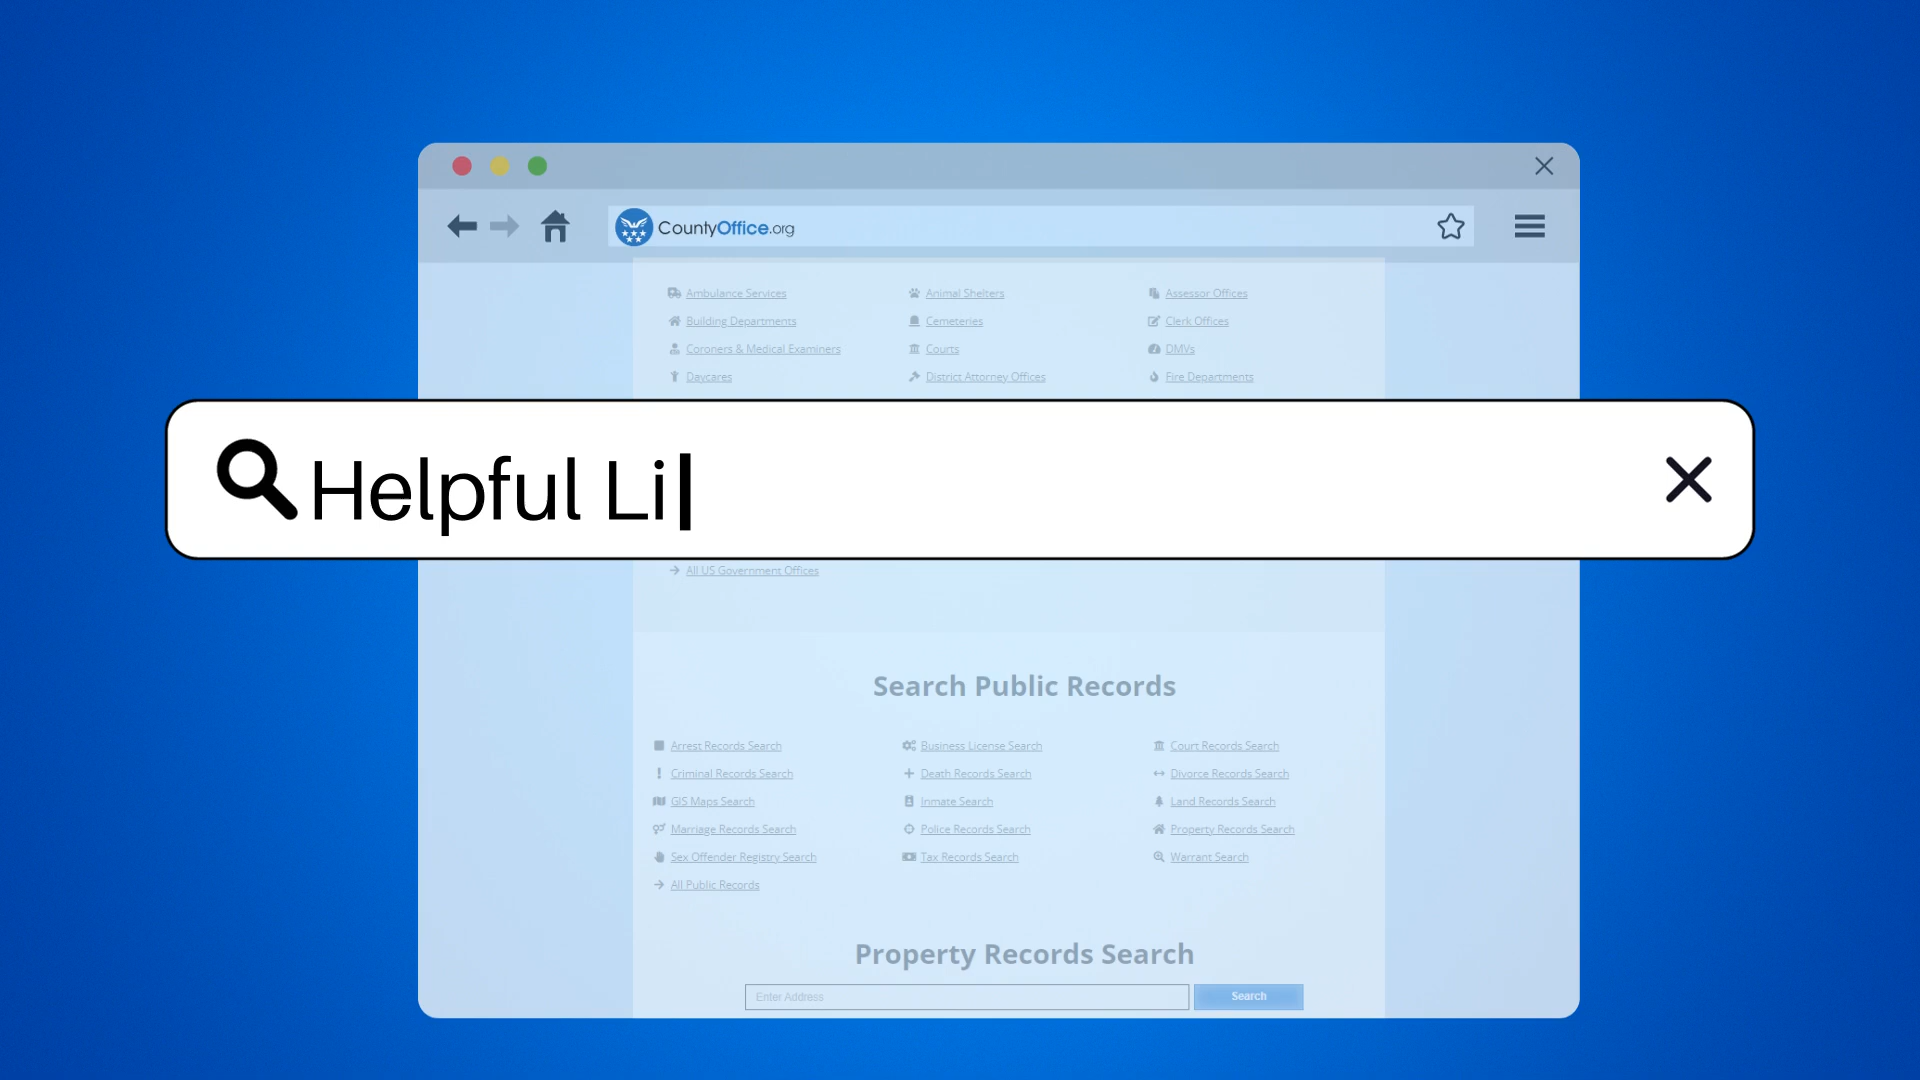 CountyOffice.org
Ambulance Services Animal Shelters Assessor Offices
Building Departments Cemeteries Clerk Offices
Coroners & Medical Examiners Courts DMVs
Daycares District Attorney Offices Fire Departments
Helpful Li
All US Government Offices
Search Public Records
Arrest Records Search Business License Search Court Records Search
Criminal Records Search Death Records Search Divorce Records Search
GIS Maps Search Inmate Search Land Records Search
Marriage Records Search Police Records Search Property Records Search
Sex Offender Registry Search Tax Records Search Warrant Search
All Public Records
Property Records Search
Enter Address Search